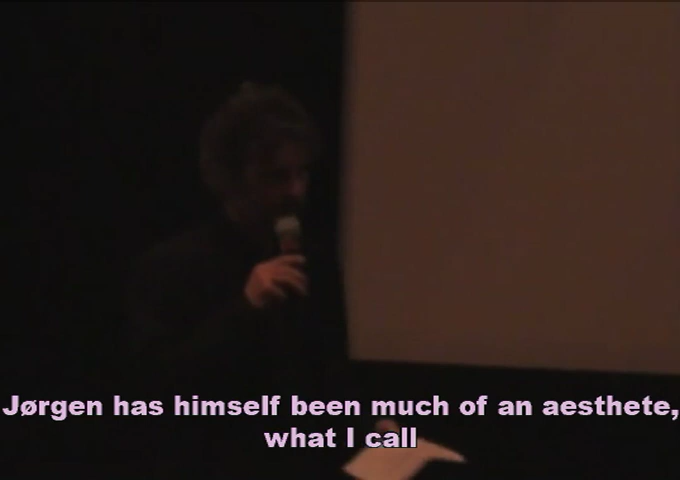 Jørgen has himself been much of an aesthete,
what I call